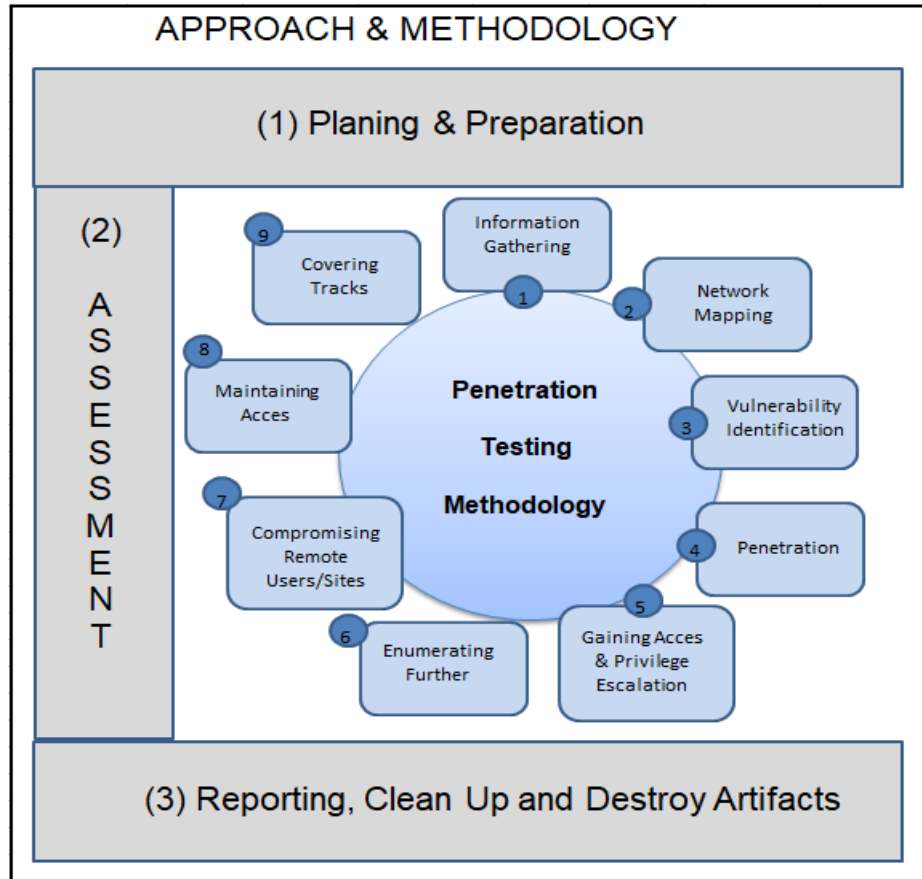 APPROACH & METHODOLOGY
(1) Planing & Preparation
(2)
A
S
S
E
S
S
M
E
N
T
Information
Gathering
1
2
Network
Mapping
3
Vulnerability
Identification
4
Penetration
5
Gaining Acces
& Privilege
Escalation
6
Enumerating
Further
7
Compromising
Remote
Users/Sites
8
Maintaining
Acces
9
Covering
Tracks
Penetration
Testing
Methodology
(3) Reporting, Clean Up and Destroy Artifacts